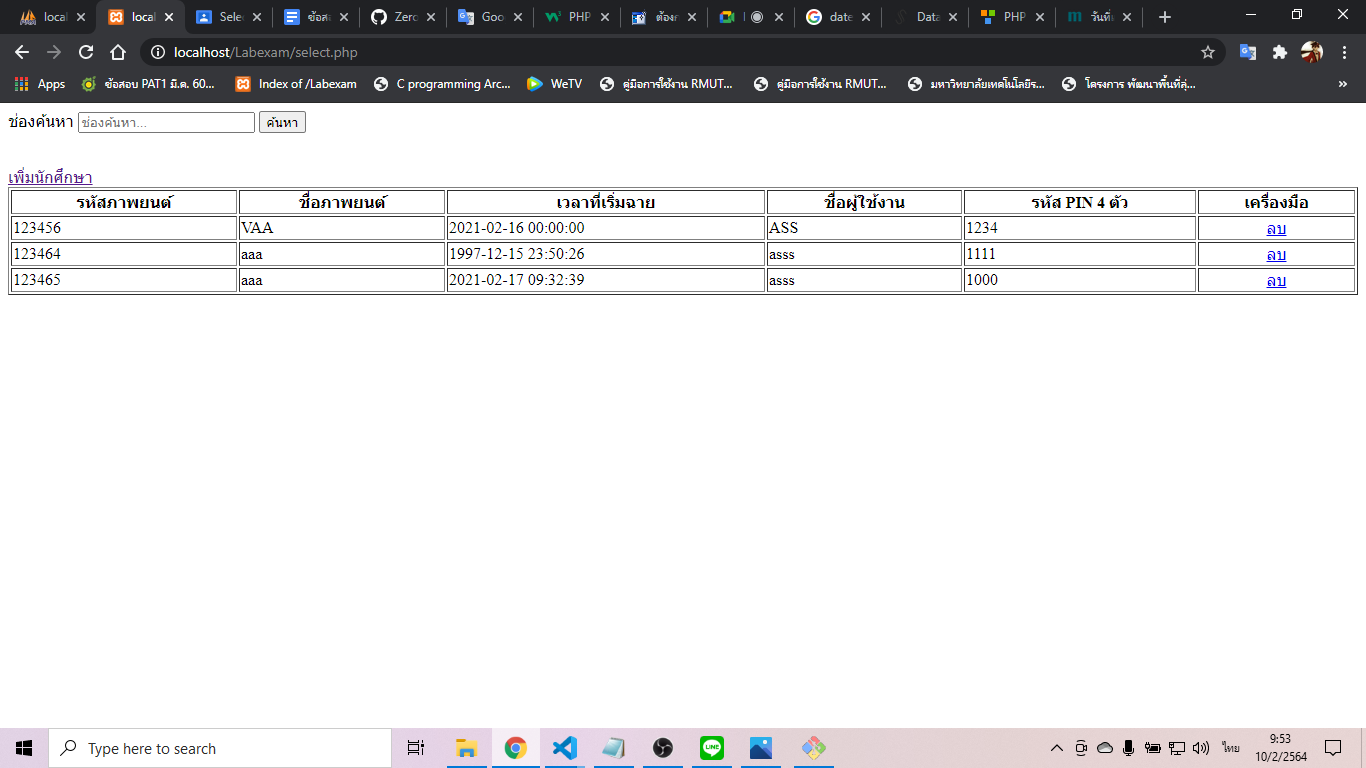 local
local
Selec
ข้อส
Zero
Goo
PHP
ต้อง
date
Data
PHP
วันที่
localhost/Labexam/select.php
Apps
ข้อสอบ PAT1 มี.ค. 60...
Index of /Labexam
C programming Arc...
WeTV
คู่มือการใช้งาน RMUT...
คู่มือการใช้งาน RMUT...
มหาวิทยาลัยเทคโนโลยีร...
โครงการ พัฒนาพื้นที่สุ่...
»
ช่องค้นหา ช่องค้นหา... ค้นหา
เพิ่มนักศึกษา
รหัสภาพยนต์ ชื่อภาพยนต์ เวลาที่เริ่มฉาย ชื่อผู้ใช้งาน รหัส PIN 4 ตัว เครื่องมือ
123456 VAA 2021-02-16 00:00:00 ASS 1234 ลบ
123464 aaa 1997-12-15 23:50:26 asss 1111 ลบ
123465 aaa 2021-02-17 09:32:39 asss 1000 ลบ
Type here to search
LINE
ไทย
9:53
10/2/2564